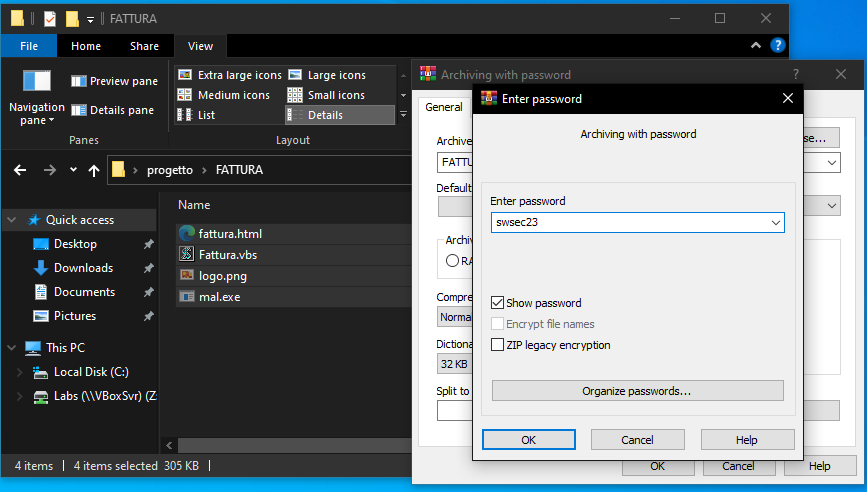 FATTURA
File Home Share View
Navigation pane
Preview pane
Details pane
Panes
Extra large icons
Large icons
Medium icons
Small icons
List
Details
Layout
progetto > FATTURA
Quick access
Desktop
Downloads
Documents
Pictures
This PC
Local Disk (C:)
Labs (\\VBoxSvr) (Z
Name
fattura.html
Fattura.vbs
logo.png
mal.exe
4 items
4 items selected 305 KB
Archiving with password
General
Archive
FATTU
se...
Default
Archiv
RA
Compre
Norma
Dictiona
32 KB
Split to
OK
Cancel
Help
Enter password
Archiving with password
Enter password
swsec23
Show password
Encrypt file names
ZIP legacy encryption
Organize passwords...
OK
Cancel
Help